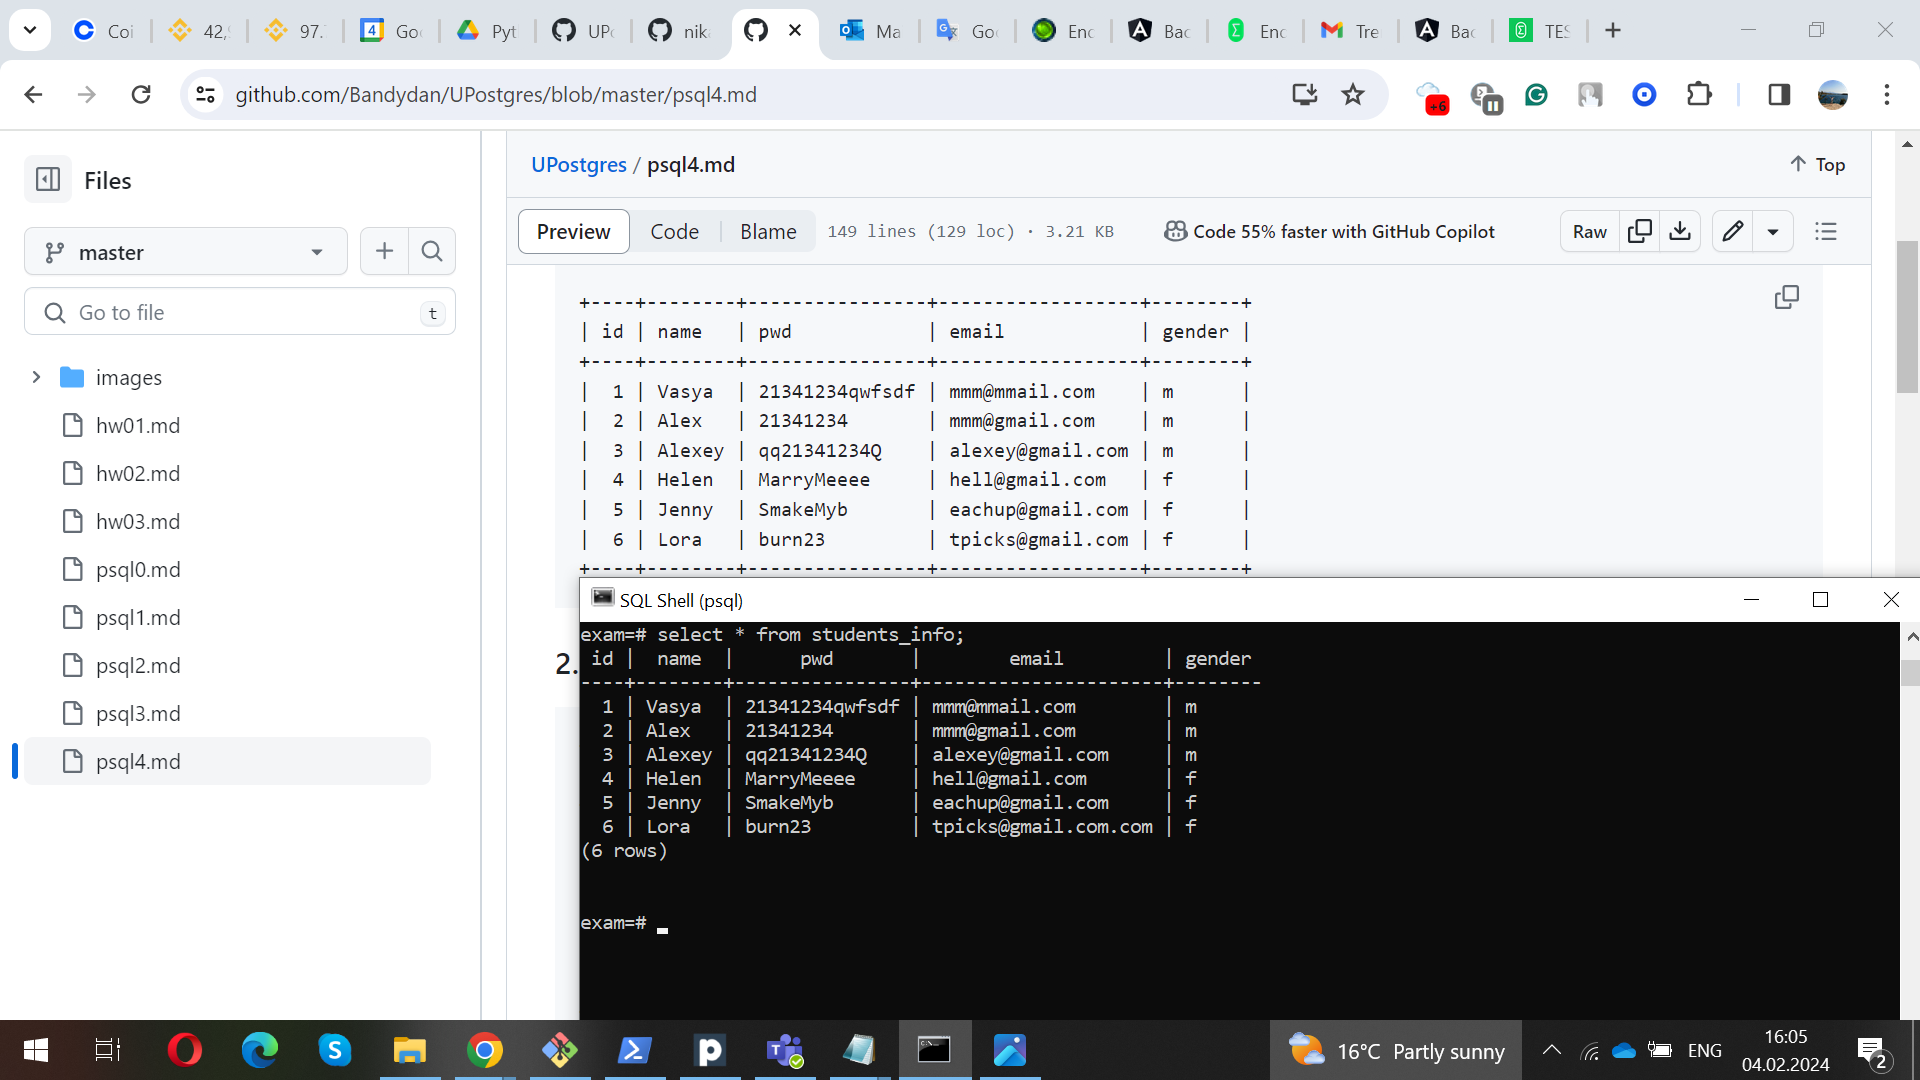 Coi
42,
97.
4
Go
Pyt
UPo
nik
Ma
Go
Enc
Bac
Enc
Tre
Bac
TES
github.com/Bandydan/UPostgres/blob/master/psql4.md
+6
Files
UPostgres / psql4.md
Top
master
Preview Code Blame 149 lines (129 loc) · 3.21 KB
Code 55% faster with GitHub Copilot
Raw
Go to file
t
images
hw01.md
hw02.md
hw03.md
psql0.md
psql1.md
psql2.md
psql3.md
psql4.md
+----+--------+----------------+------------------+--------+
| id | name   | pwd            | email            | gender |
+----+--------+----------------+------------------+--------+
|  1 | Vasya  | 21341234qwfsdf | mmm@mmail.com    | m      |
|  2 | Alex   | 21341234       | mmm@gmail.com    | m      |
|  3 | Alexey | qq21341234Q    | alexey@gmail.com | m      |
|  4 | Helen  | MarryMeeee     | hell@gmail.com   | f      |
|  5 | Jenny  | SmakeMyb       | eachup@gmail.com | f      |
|  6 | Lora   | burn23         | tpicks@gmail.com | f      |
+----+--------+----------------+------------------+--------+
2.
SQL Shell (psql)
exam=# select * from students_info;
 id |  name  |      pwd       |        email         | gender
----+--------+----------------+----------------------+--------
  1 | Vasya  | 21341234qwfsdf | mmm@mmail.com        | m
  2 | Alex   | 21341234       | mmm@gmail.com        | m
  3 | Alexey | qq21341234Q    | alexey@gmail.com     | m
  4 | Helen  | MarryMeeee     | hell@gmail.com       | f
  5 | Jenny  | SmakeMyb       | eachup@gmail.com     | f
  6 | Lora   | burn23         | tpicks@gmail.com.com | f
(6 rows)
exam=#
16°C Partly sunny
ENG
16:05
04.02.2024
2